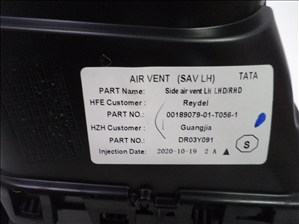 AIR VENT (SAV LH) TATA
PART Name: Side air vent LH LHD/RHD
HFE Customer : Reydel
PART NO.: 00189079-01-T056-1
HZH Customer : Guangjia
PART NO.: DR03Y091
Injection Date: 2020-10-19 2 A ▲ S